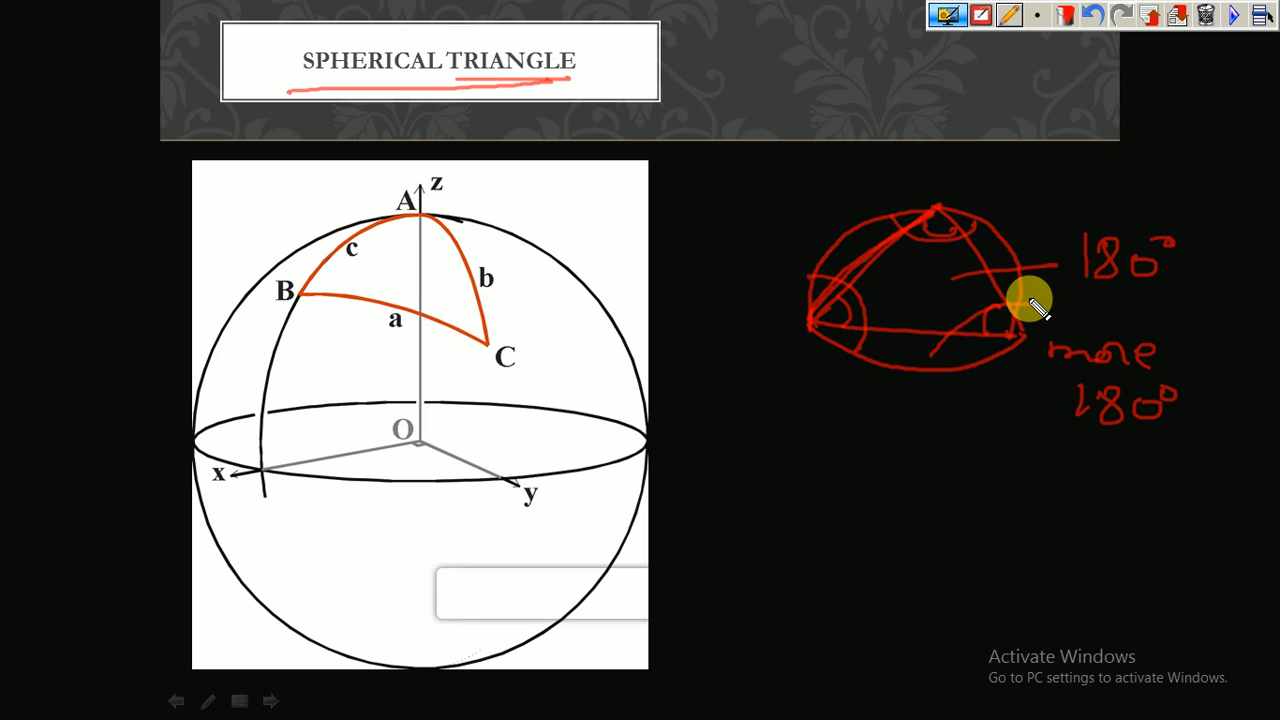 SPHERICAL TRIANGLE
z
A
c
B
b
a
C
O
x
y
180°
more
180°
Activate Windows
Go to PC settings to activate Windows.